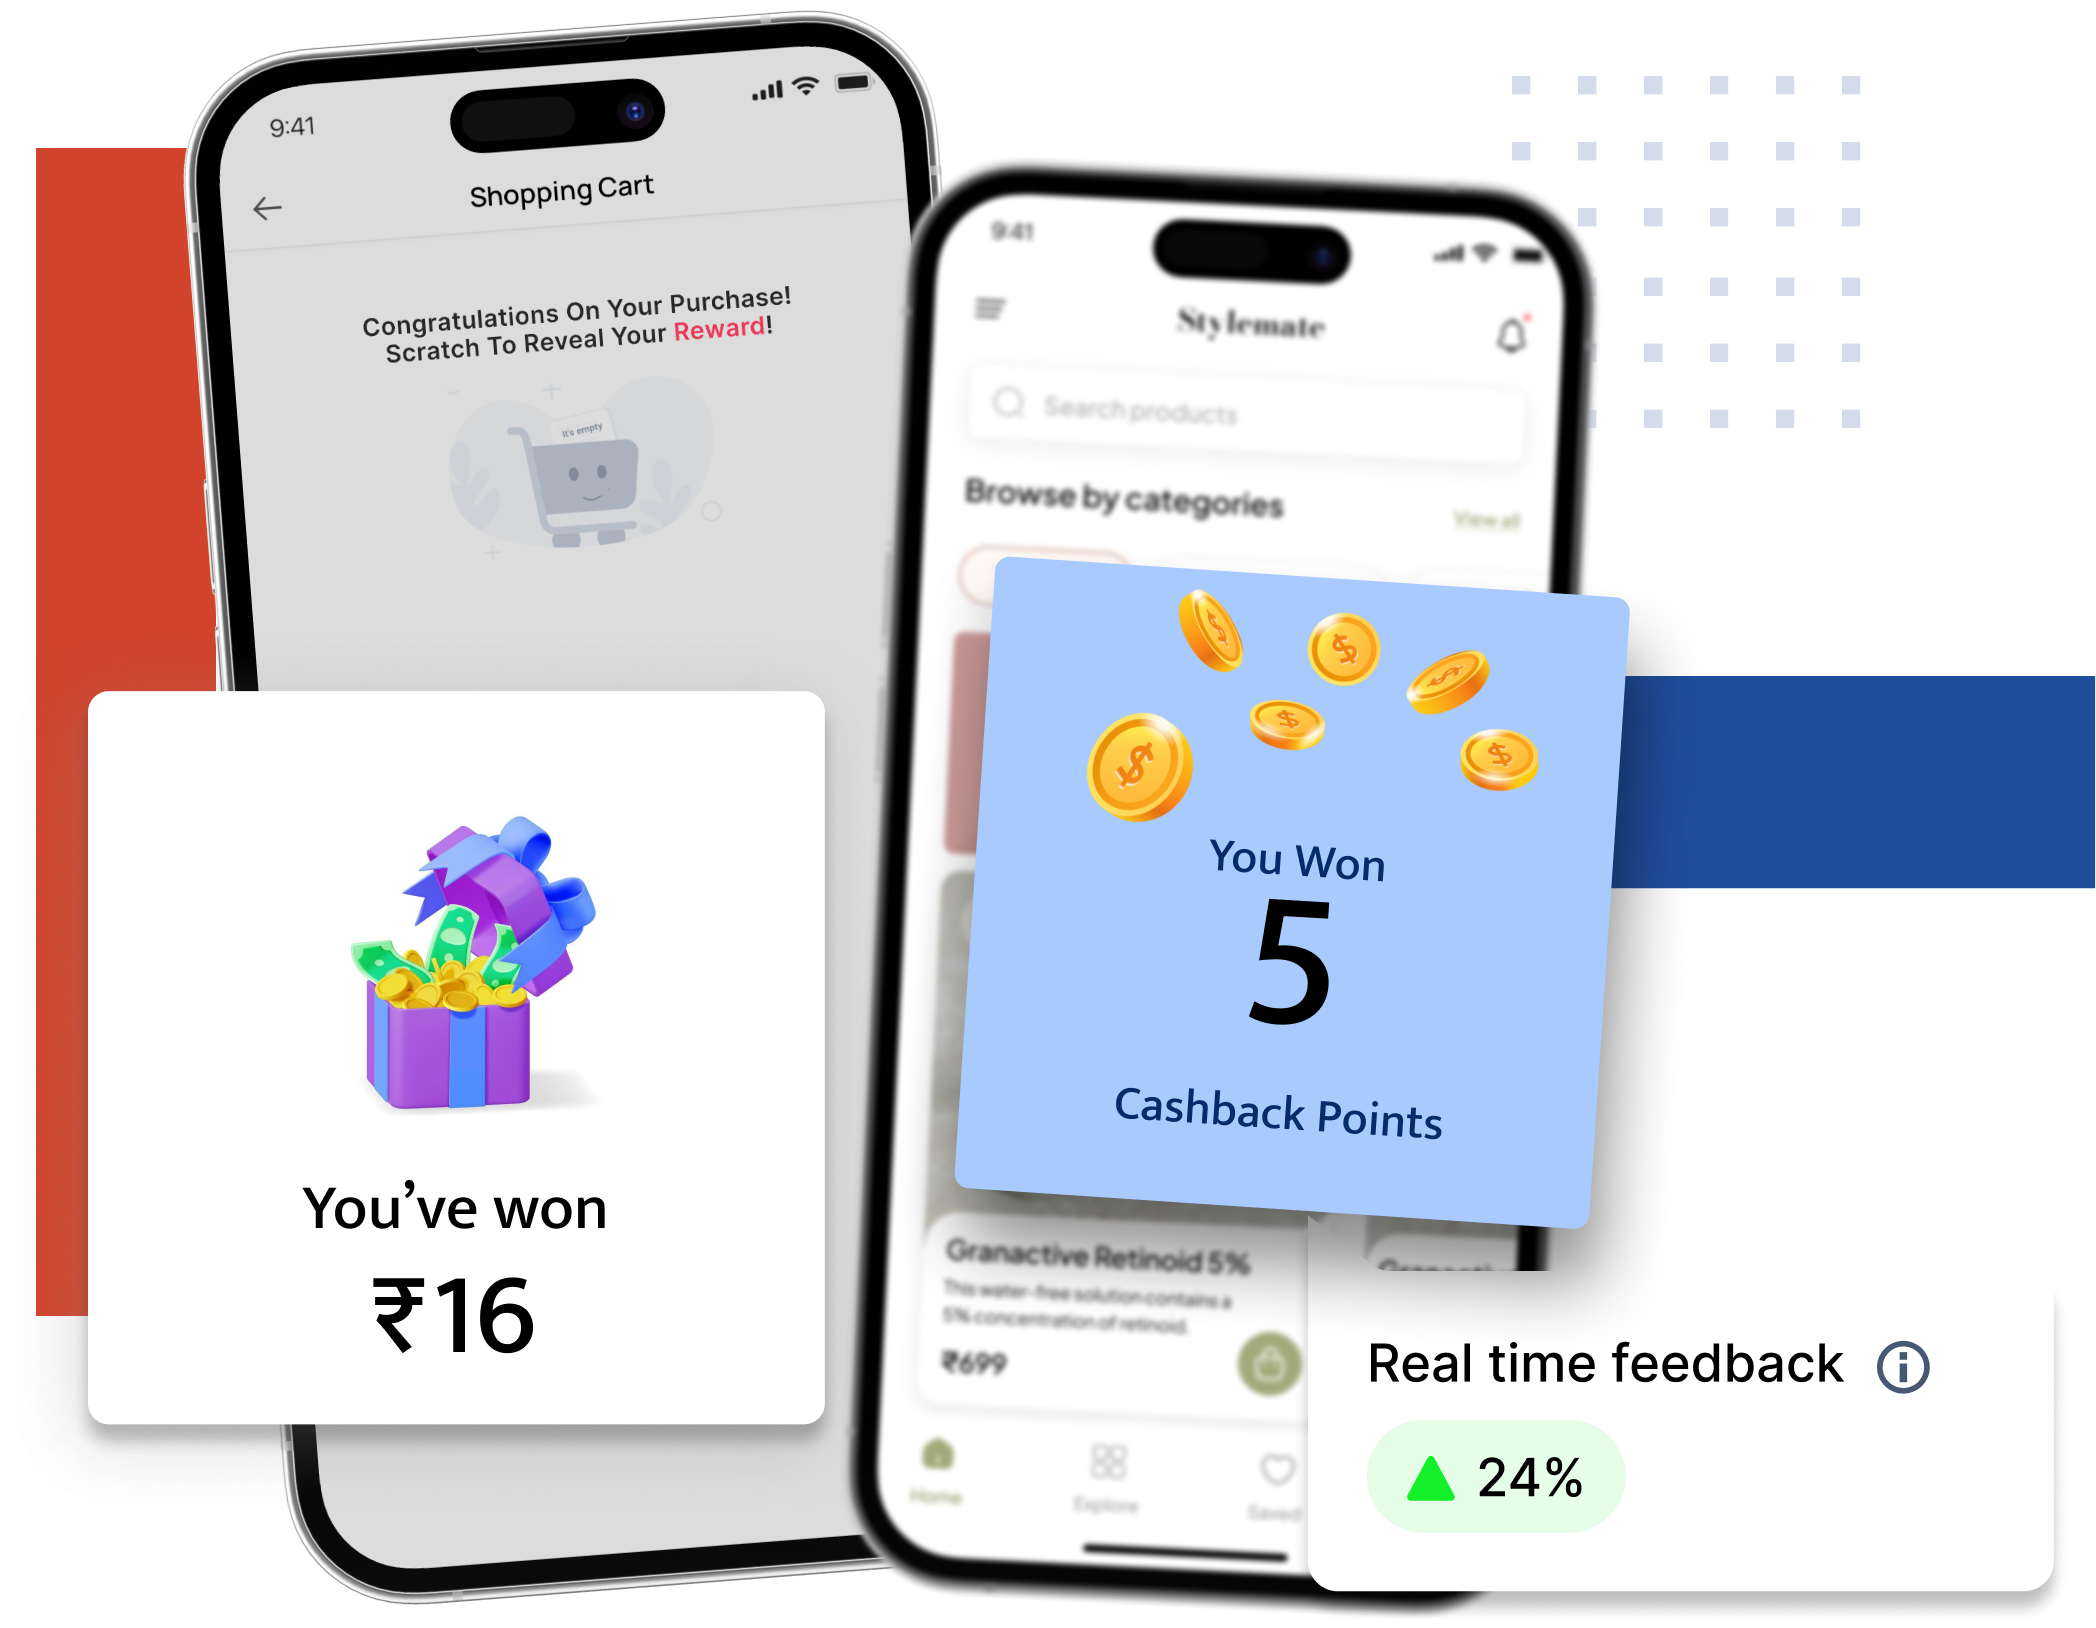 9:41
Shopping Cart
Congratulations On Your Purchase!
Scratch To Reveal Your Reward!
It's empty
You've won
₹16
9:41
Stylemate
Search products
Browse by categories
View all
$
$
$
$
$
$
You Won
5
Cashback Points
Granactive Retinoid 5%
This water-free solution contains a
5% concentration of retinoid.
₹699
Home
Explore
Saved
Real time feedback
24%